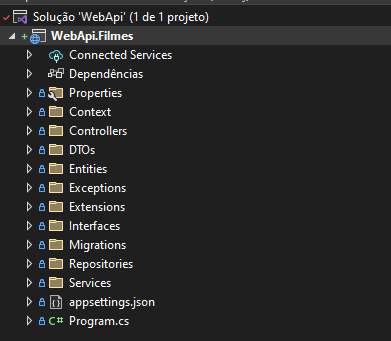 Solução 'WebApi' (1 de 1 projeto)
WebApi.Filmes
Connected Services
Dependências
Properties
Context
Controllers
DTOs
Entities
Exceptions
Extensions
Interfaces
Migrations
Repositories
Services
appsettings.json
C# Program.cs